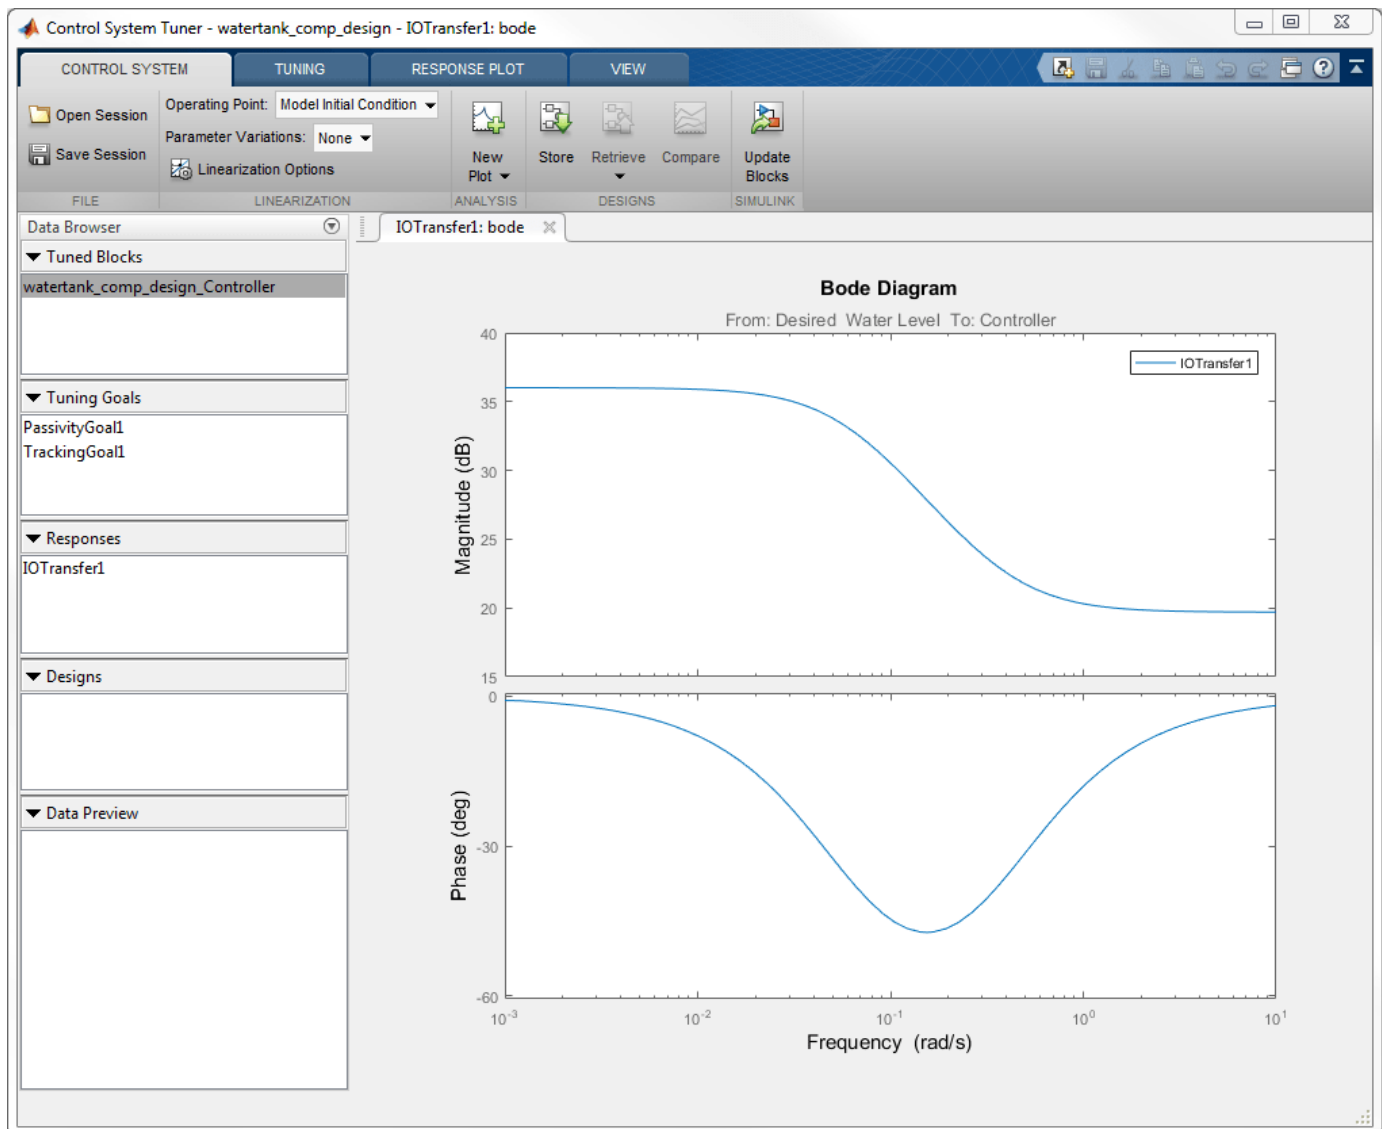 Control System Tuner - watertank_comp_design - IOTransfer1: bode
CONTROL SYSTEM TUNING RESPONSE PLOT VIEW
Open Session
Save Session
FILE
Operating Point: Model Initial Condition
Parameter Variations: None
Linearization Options
LINEARIZATION
New
Plot
ANALYSIS
Store Retrieve Compare
DESIGNS
Update
Blocks
SIMULINK
Data Browser
Tuned Blocks
watertank_comp_design_Controller
Tuning Goals
PassivityGoal1
TrackingGoal1
Responses
IOTransfer1
Designs
Data Preview
IOTransfer1: bode
Bode Diagram
From: Desired Water Level To: Controller
IOTransfer1
Magnitude (dB)
40
35
30
25
20
15
Phase (deg)
0
-30
-60
10⁻³ 10⁻² 10⁻¹ 10⁰ 10¹
Frequency (rad/s)